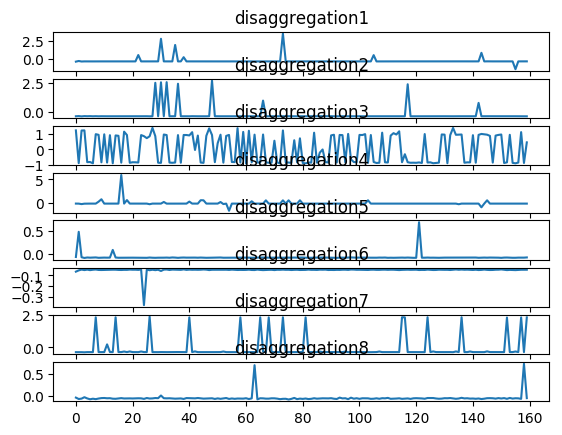 disaggregation1
2.5
0.0
disaggregation2
2.5
0.0
disaggregation3
1
0
−1
disaggregation4
5
0
disaggregation5
0.5
0.0
disaggregation6
−0.1
−0.2
−0.3
disaggregation7
2.5
0.0
disaggregation8
0.5
0.0
0 20 40 60 80 100 120 140 160